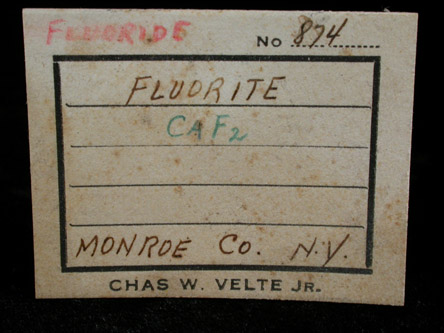 FLUORIDE
No 874
FLUORITE
CAF2
MONROE Co. N.Y.
CHAS W. VELTE JR.